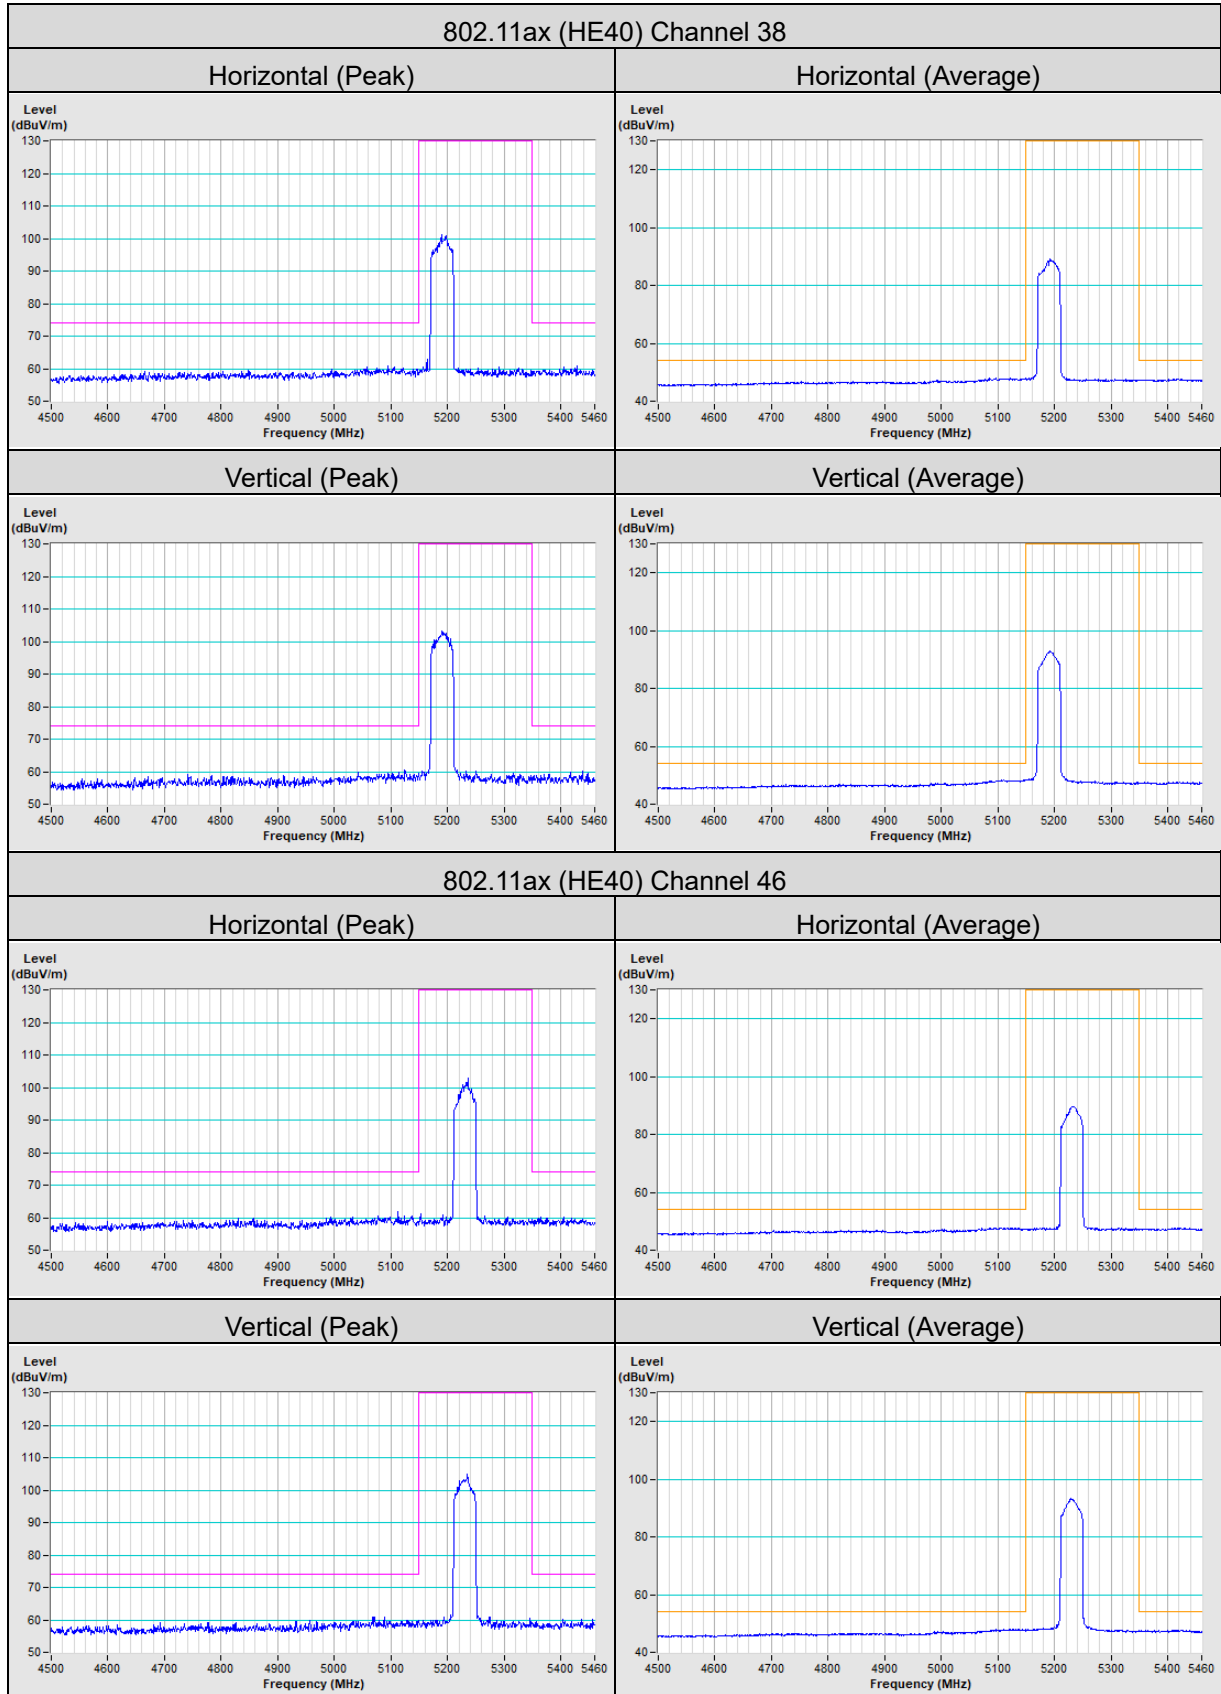 802.11ax (HE40) Channel 38
Horizontal (Peak)
Horizontal (Average)
Level
(dBuV/m)
130
120
110
100
90
80
70
60
50
4500 4600 4700 4800 4900 5000 5100 5200 5300 5400 5460
Frequency (MHz)
Level
(dBuV/m)
130
120
100
80
60
40
4500 4600 4700 4800 4900 5000 5100 5200 5300 5400 5460
Frequency (MHz)
Vertical (Peak)
Vertical (Average)
Level
(dBuV/m)
130
120
110
100
90
80
70
60
50
4500 4600 4700 4800 4900 5000 5100 5200 5300 5400 5460
Frequency (MHz)
Level
(dBuV/m)
130
120
100
80
60
40
4500 4600 4700 4800 4900 5000 5100 5200 5300 5400 5460
Frequency (MHz)
802.11ax (HE40) Channel 46
Horizontal (Peak)
Horizontal (Average)
Level
(dBuV/m)
130
120
110
100
90
80
70
60
50
4500 4600 4700 4800 4900 5000 5100 5200 5300 5400 5460
Frequency (MHz)
Level
(dBuV/m)
130
120
100
80
60
40
4500 4600 4700 4800 4900 5000 5100 5200 5300 5400 5460
Frequency (MHz)
Vertical (Peak)
Vertical (Average)
Level
(dBuV/m)
130
120
110
100
90
80
70
60
50
4500 4600 4700 4800 4900 5000 5100 5200 5300 5400 5460
Frequency (MHz)
Level
(dBuV/m)
130
120
100
80
60
40
4500 4600 4700 4800 4900 5000 5100 5200 5300 5400 5460
Frequency (MHz)